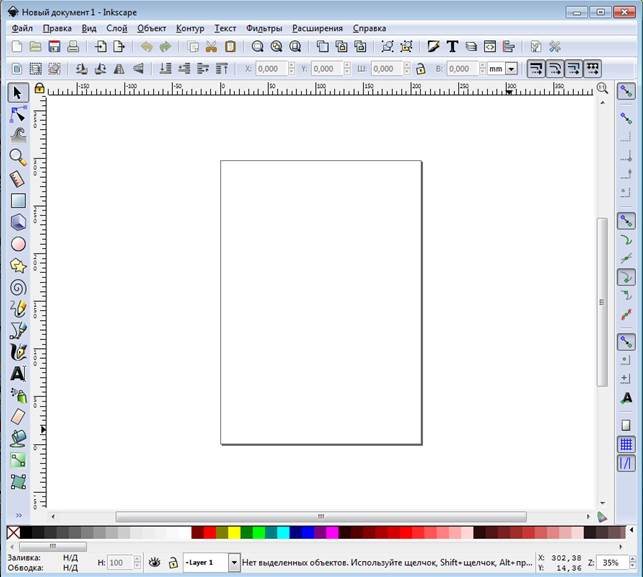 Новый документ 1 - Inkscape
Файл Правка Вид Слой Объект Контур Текст Фильтры Расширения Справка
X: 0,000 Y: 0,000 Ш: 0,000 В: 0,000 mm
-150 -50 0 50 100 150 200 250 300 350
Заливка: Н/Д Н: 100 -Layer 1 Нет выделенных объектов. Используйте щелчок, Shift+щелчок, Alt+пр... X: 302,38 Z: 35%
Обводка: Н/Д Y: 14,36